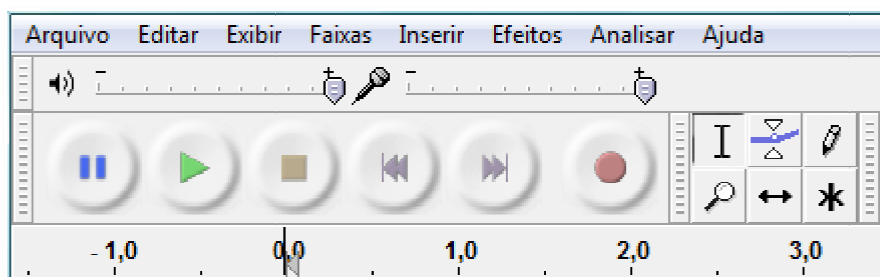 Arquivo Editar Exibir Faixas Inserir Efeitos Analisar Ajuda
- 1,0 0,0 1,0 2,0 3,0